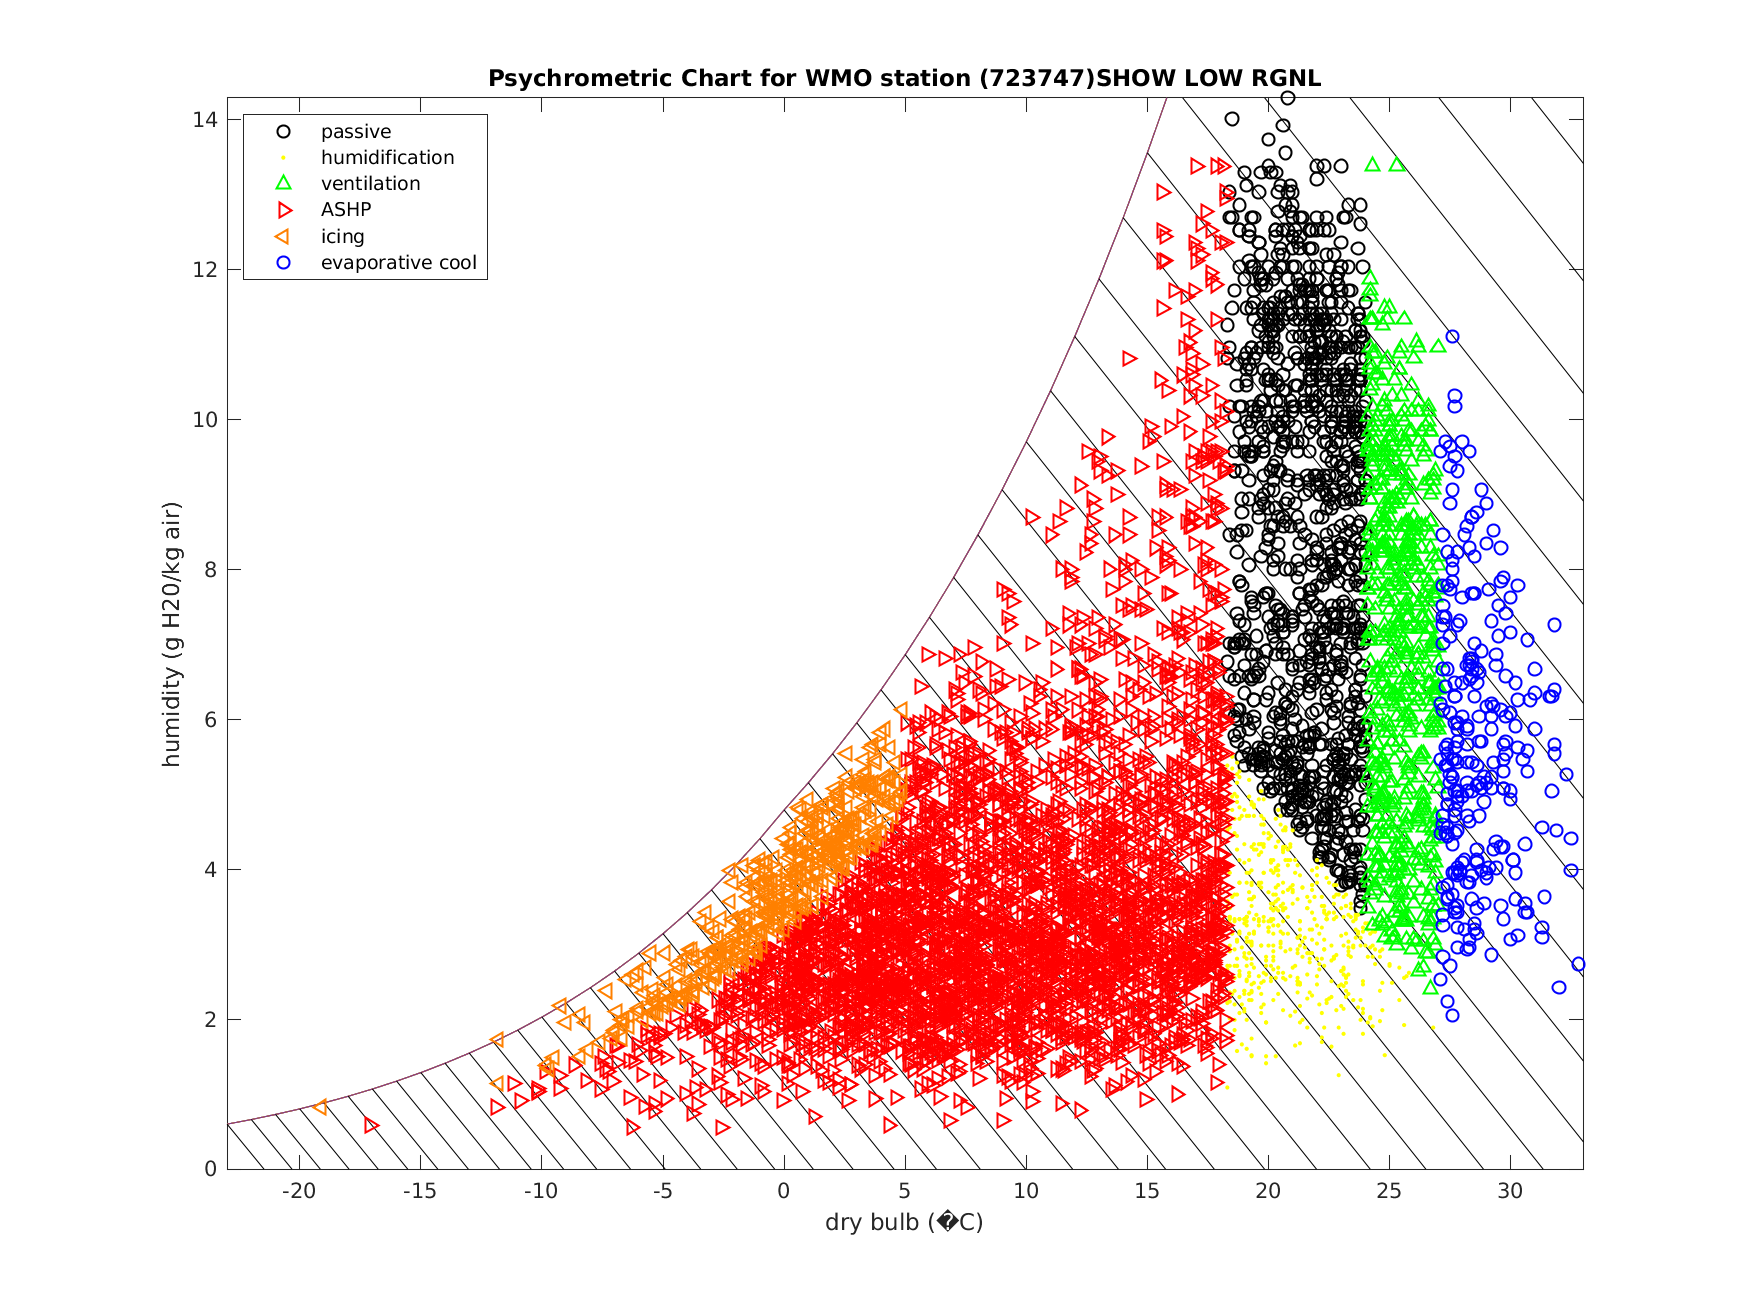 Psychrometric Chart for WMO station (723747)SHOW LOW RGNL
passive
humidification
ventilation
ASHP
icing
evaporative cool
humidity (g H20/kg air)
14
12
10
8
6
4
2
0
-20 -15 -10 -5 0 5 10 15 20 25 30
dry bulb (�C)